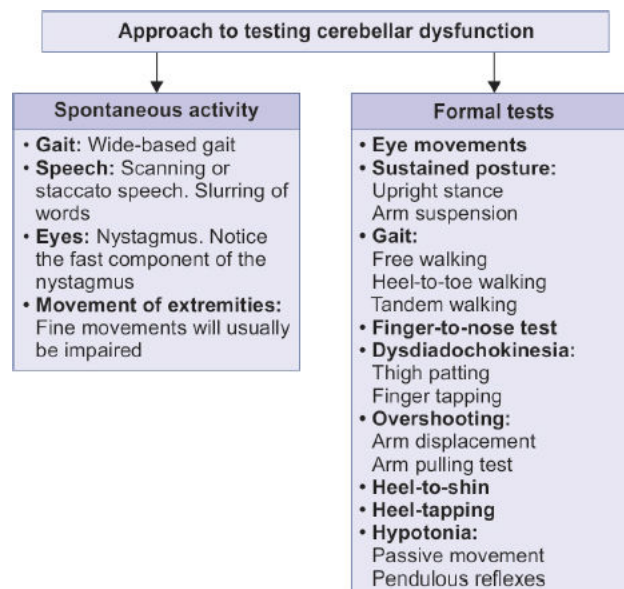 Approach to testing cerebellar dysfunction
Spontaneous activity
• Gait: Wide-based gait
• Speech: Scanning or
staccato speech. Slurring of
words
• Eyes: Nystagmus. Notice
the fast component of the
nystagmus
• Movement of extremities:
Fine movements will usually
be impaired
Formal tests
• Eye movements
• Sustained posture:
Upright stance
Arm suspension
• Gait:
Free walking
Heel-to-toe walking
Tandem walking
• Finger-to-nose test
• Dysdiadochokinesia:
Thigh patting
Finger tapping
• Overshooting:
Arm displacement
Arm pulling test
• Heel-to-shin
• Heel-tapping
• Hypotonia:
Passive movement
Pendulous reflexes